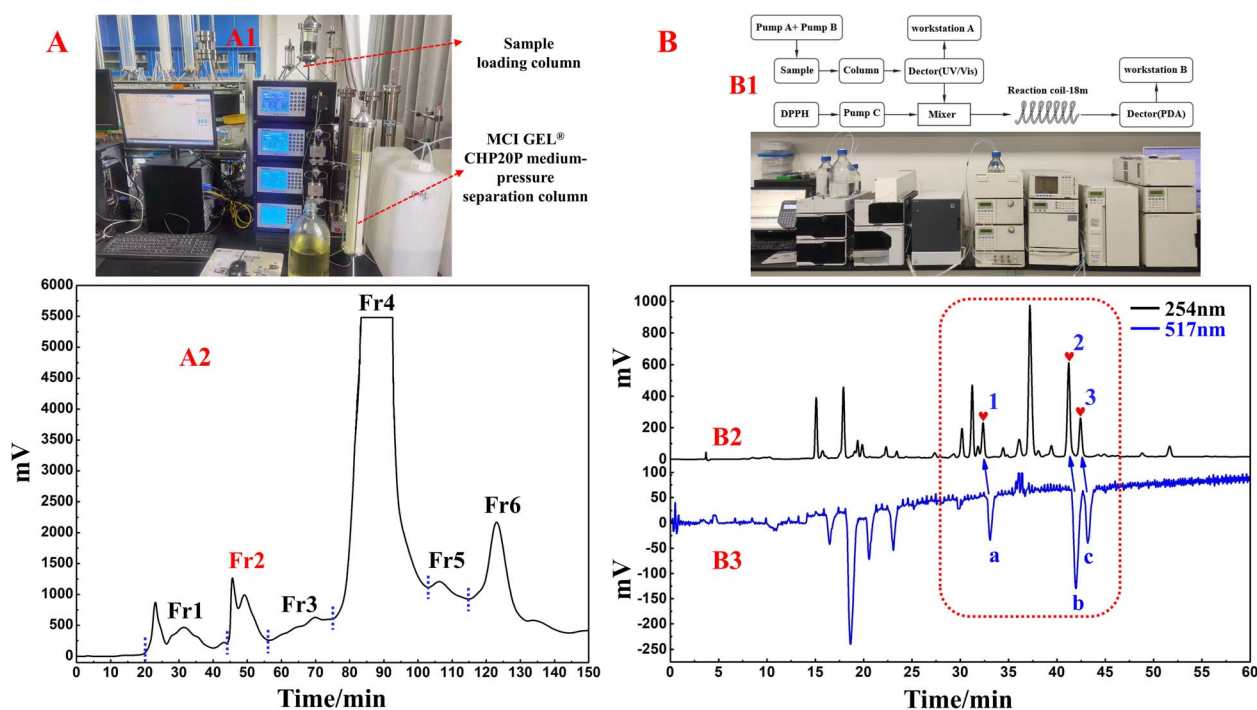 A
A1
Sample
loading column
MCI GEL®
CHP20P medium-
pressure
separation column
A2
mV
6000
5500
5000
4500
4000
3500
3000
2500
2000
1500
1000
500
0
Fr1
Fr2
Fr3
Fr4
Fr5
Fr6
0 10 20 30 40 50 60 70 80 90 100 110 120 130 140 150
Time/min
B
B1
Pump A+ Pump B
workstation A
Sample
Column
Dector(UV/Vis)
workstation B
Reaction coil-18m
DPPH
Pump C
Mixer
Dector(PDA)
254nm
517nm
B2
mV
1000
800
600
400
200
0
1
2
3
B3
mV
100
50
0
-50
-100
-150
-200
-250
a
b
c
0 5 10 15 20 25 30 35 40 45 50 55 60
Time/min